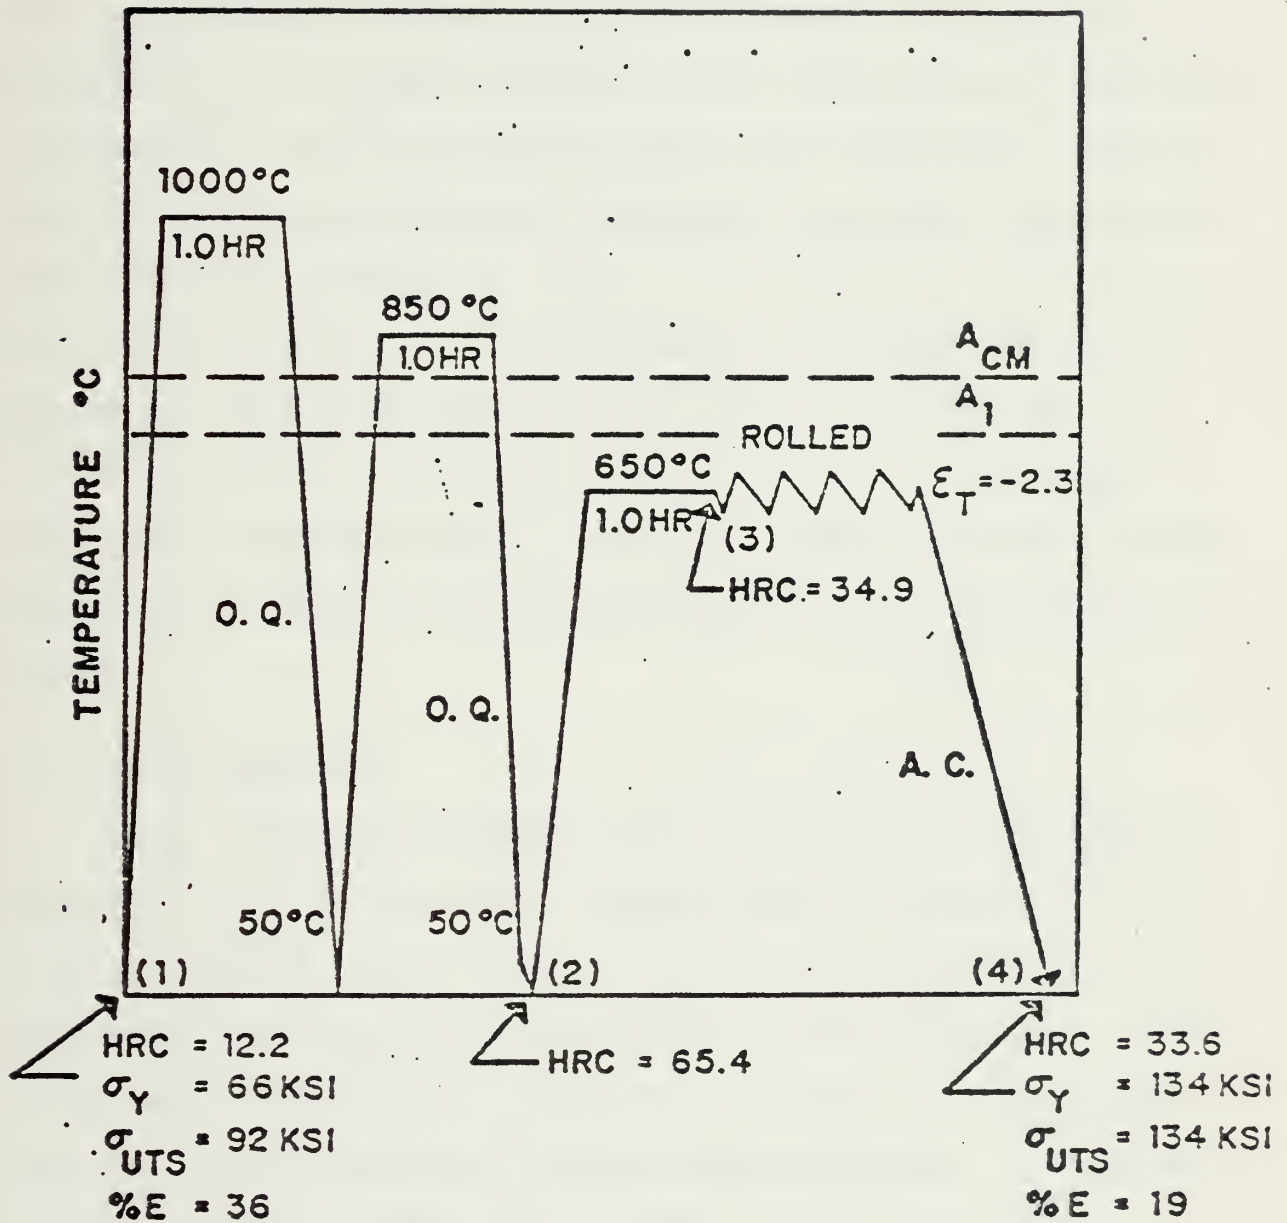 1000°C
1.0 HR
850 °C
1.0 HR
A CM
A 1
ROLLED
650°C
1.0 HR
ε T = -2.3
(3)
HRC. = 34.9
TEMPERATURE °C
O. Q.
O. Q.
A. C.
50°C
50°C
(1)
(2)
(4)
HRC = 12.2
σ Y = 66 KSI
σ UTS = 92 KSI
%E = 36
HRC = 65.4
HRC = 33.6
σ Y = 134 KSI
σ UTS = 134 KSI
%E = 19